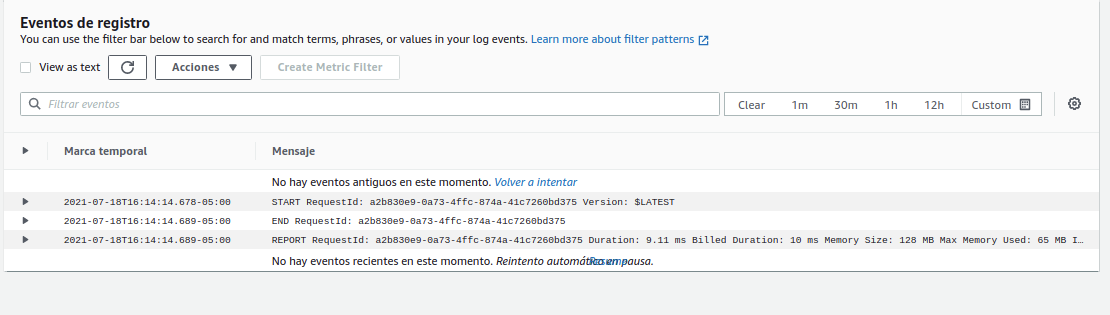 Eventos de registro
You can use the filter bar below to search for and match terms, phrases, or values in your log events. Learn more about filter patterns
View as text Acciones Create Metric Filter
Filtrar eventos Clear 1m 30m 1h 12h Custom
Marca temporal Mensaje
No hay eventos antiguos en este momento. Volver a intentar
2021-07-18T16:14:14.678-05:00 START RequestId: a2b830e9-0a73-4ffc-874a-41c7260bd375 Version: $LATEST
2021-07-18T16:14:14.689-05:00 END RequestId: a2b830e9-0a73-4ffc-874a-41c7260bd375
2021-07-18T16:14:14.689-05:00 REPORT RequestId: a2b830e9-0a73-4ffc-874a-41c7260bd375 Duration: 9.11 ms Billed Duration: 10 ms Memory Size: 128 MB Max Memory Used: 65 MB I…
No hay eventos recientes en este momento. Reintento automático en pausa. Resume